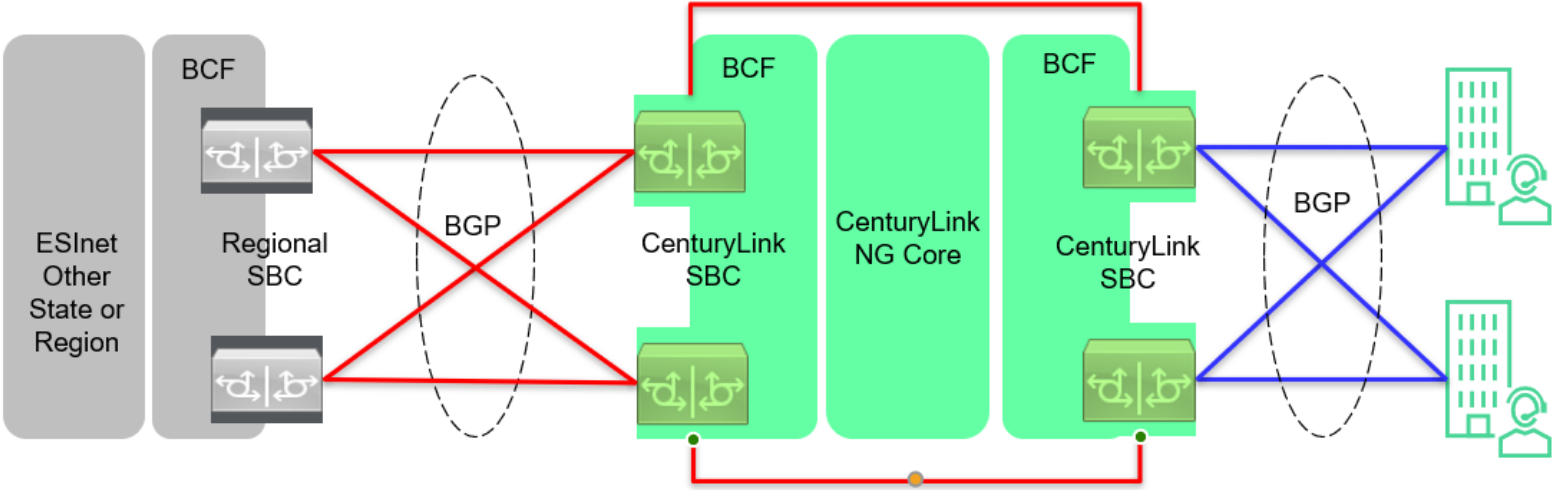 BCF
BCF
BCF
ESInet
Other
State or
Region
Regional
SBC
BGP
CenturyLink
SBC
CenturyLink
NG Core
CenturyLink
SBC
BGP